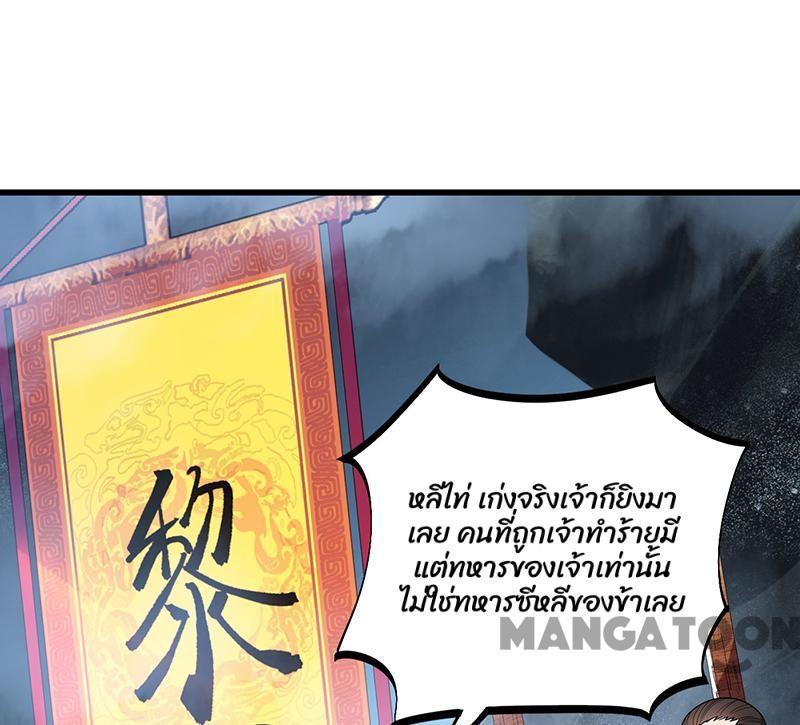 黎
หลีไท่ เก่งจริงเจ้าก็ยิงมา
เลย คนที่ถูกเจ้าทำร้ายมี
แต่ทหารของเจ้าเท่านั้น
ไม่ใช่ทหารซีหลีของข้าเลย
MANGATOON